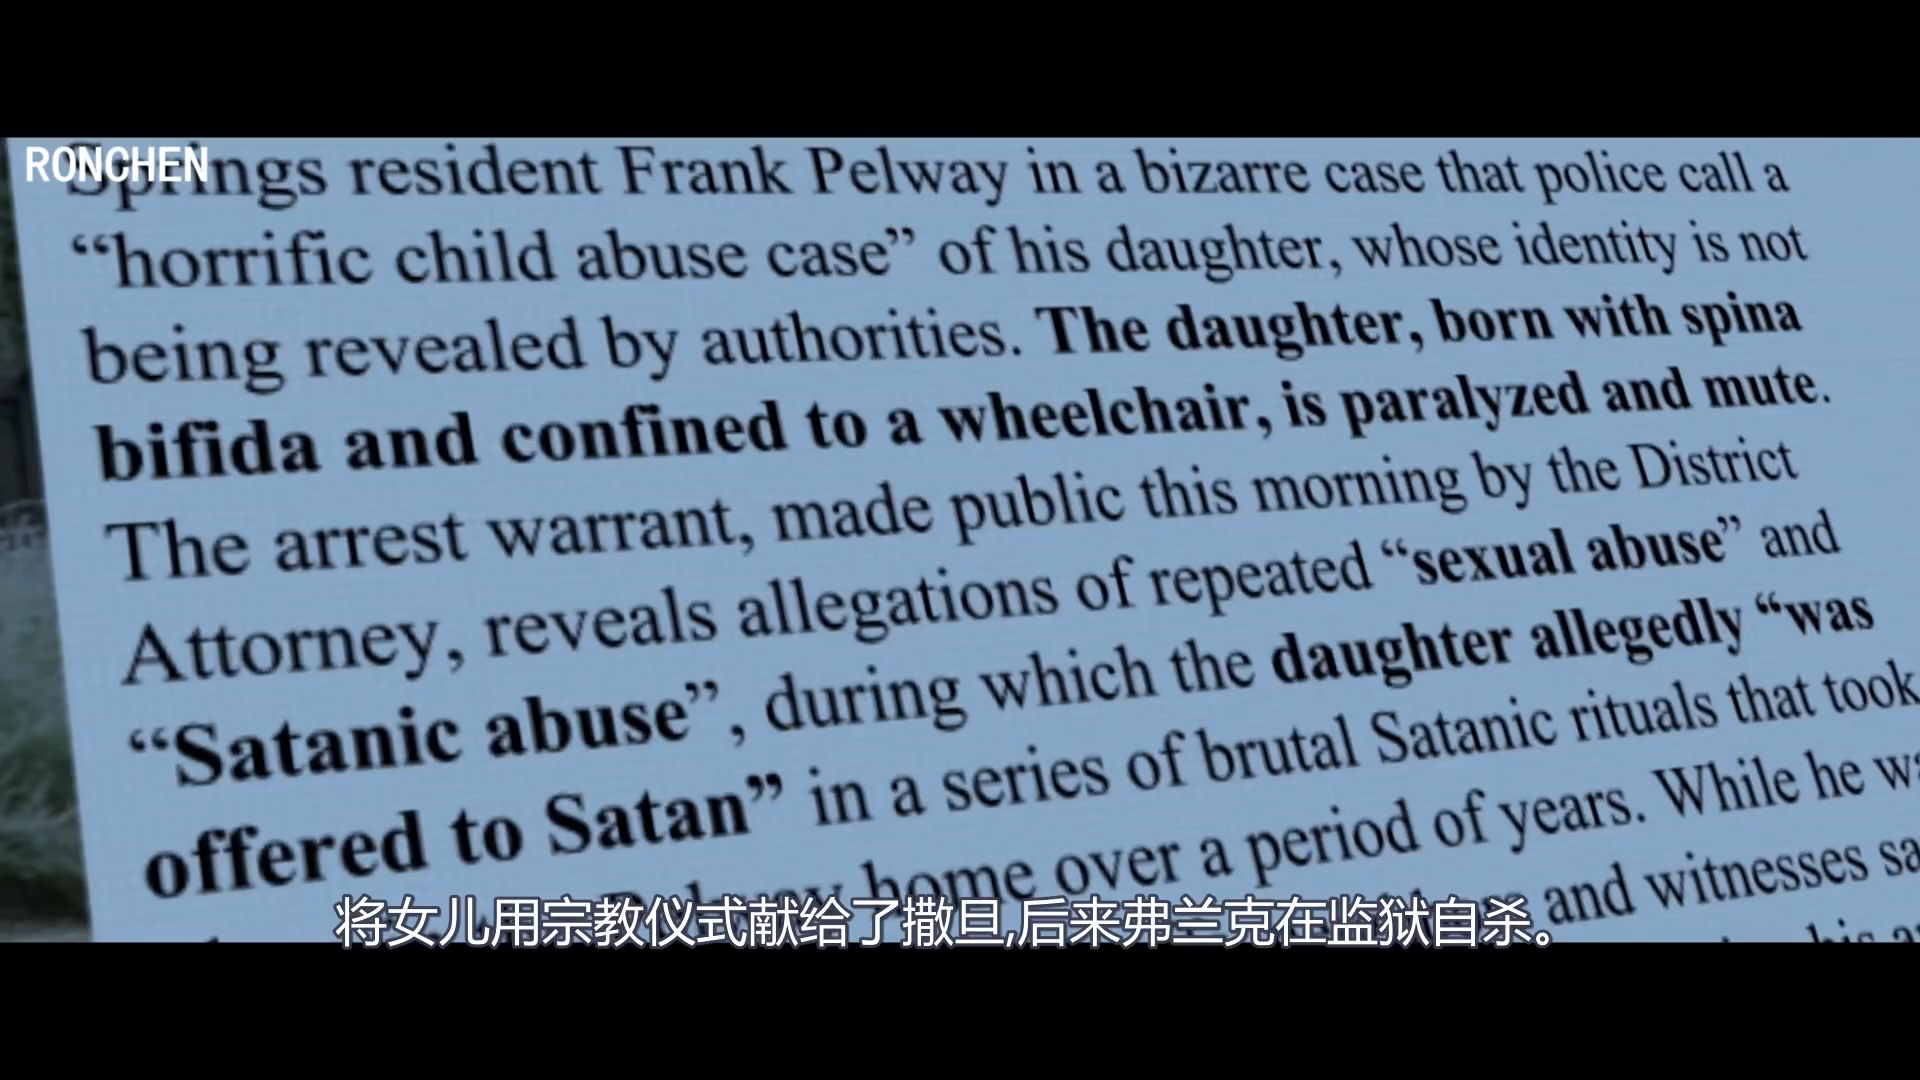 RONCHEN
Springs resident Frank Pelway in a bizarre case that police call a
“horrific child abuse case” of his daughter, whose identity is not
being revealed by authorities. The daughter, born with spina
bifida and confined to a wheelchair, is paralyzed and mute.
The arrest warrant, made public this morning by the District
Attorney, reveals allegations of repeated “sexual abuse” and
“Satanic abuse”, during which the daughter allegedly “was
offered to Satan” in a series of brutal Satanic rituals that took
home over a period of years. While he
and witnesses
将女儿用宗教仪式献给了撒旦,后来弗兰克在监狱自杀。